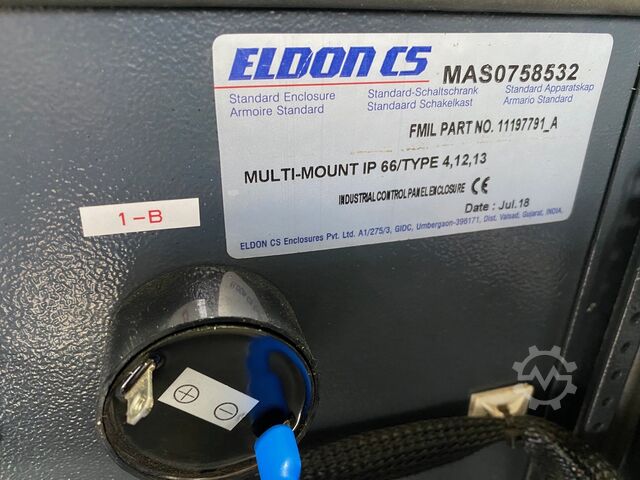 ELDON CS MAS0758532
Standard Enclosure Standard-Schaltschrank Standard Apparatskap
Armoire Standard Standaard Schakelkast Armario Standard
FMIL PART NO. 11197791_A
MULTI-MOUNT IP 66/TYPE 4,12,13
INDUSTRIAL CONTROL PANEL ENCLOSURE CE
Date : Jul.18
ELDON CS Enclosures Pvt. Ltd. A1/275/3, GIDC, Umbergaon-396171, Dist. Valsad, Gujarat, INDIA.
1-B
+
−